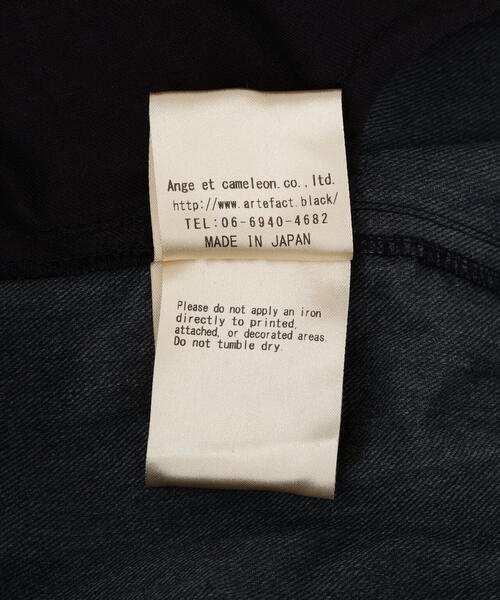 Ange et cameleon.co.,ltd.
http://www.artefact.black/
TEL:06-6940-4682
MADE IN JAPAN
Please do not apply an iron
directly to printed,
attached, or decorated areas.
Do not tumble dry.